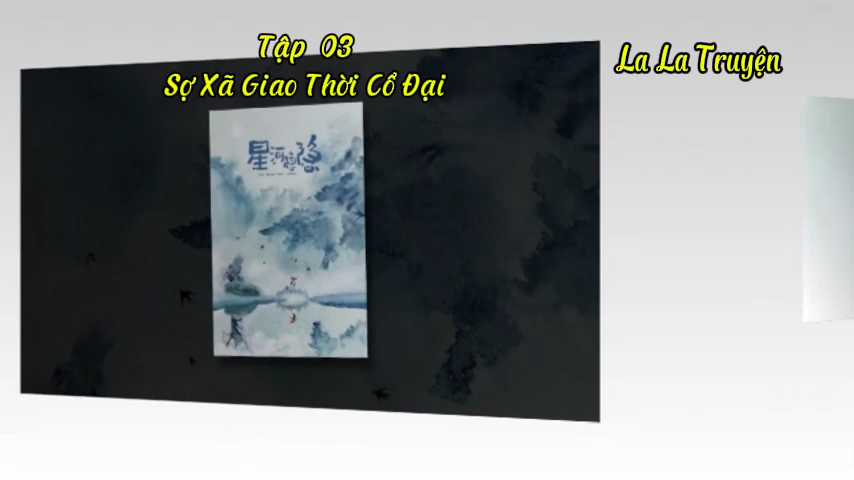 Tập 03
Sợ Xã Giao Thời Cổ Đại
La La Truyện